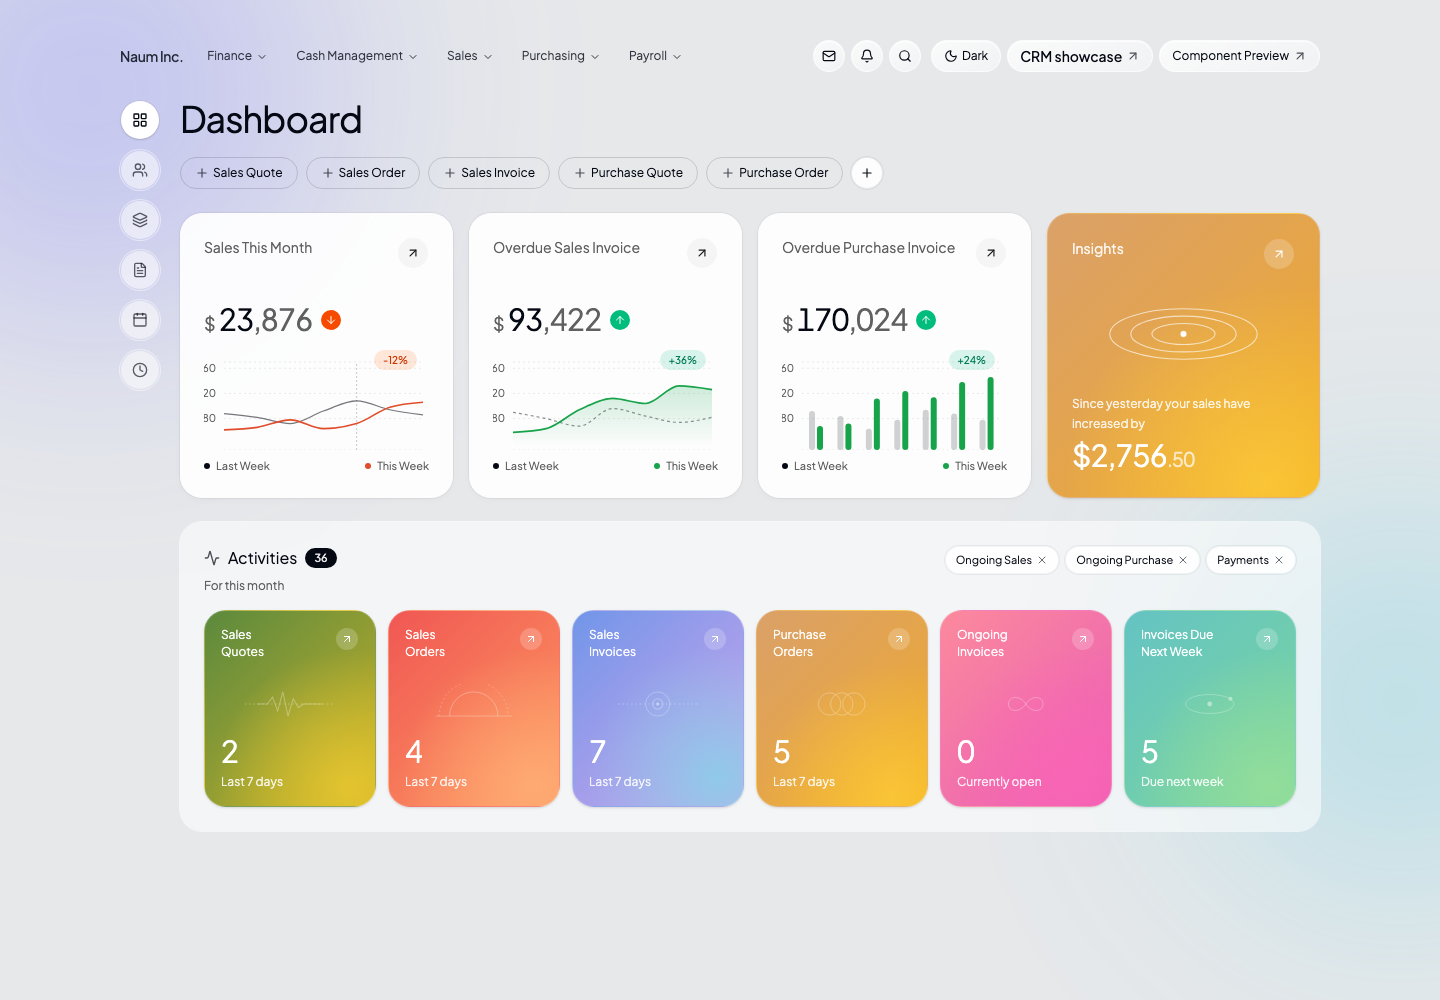 Naum Inc. Finance Cash Management Sales Purchasing Payroll Dark CRM showcase Component Preview
Dashboard
Sales Quote Sales Order Sales Invoice Purchase Quote Purchase Order
Sales This Month
$ 23,876
-12%
60
20
80
Last Week This Week
Overdue Sales Invoice
$ 93,422
+36%
60
20
80
Last Week This Week
Overdue Purchase Invoice
$ 170,024
+24%
60
20
80
Last Week This Week
Insights
Since yesterday your sales have
increased by
$2,756.50
Activities 36
For this month
Ongoing Sales Ongoing Purchase Payments
Sales
Quotes
2
Last 7 days
Sales
Orders
4
Last 7 days
Sales
Invoices
7
Last 7 days
Purchase
Orders
5
Last 7 days
Ongoing
Invoices
0
Currently open
Invoices Due
Next Week
5
Due next week